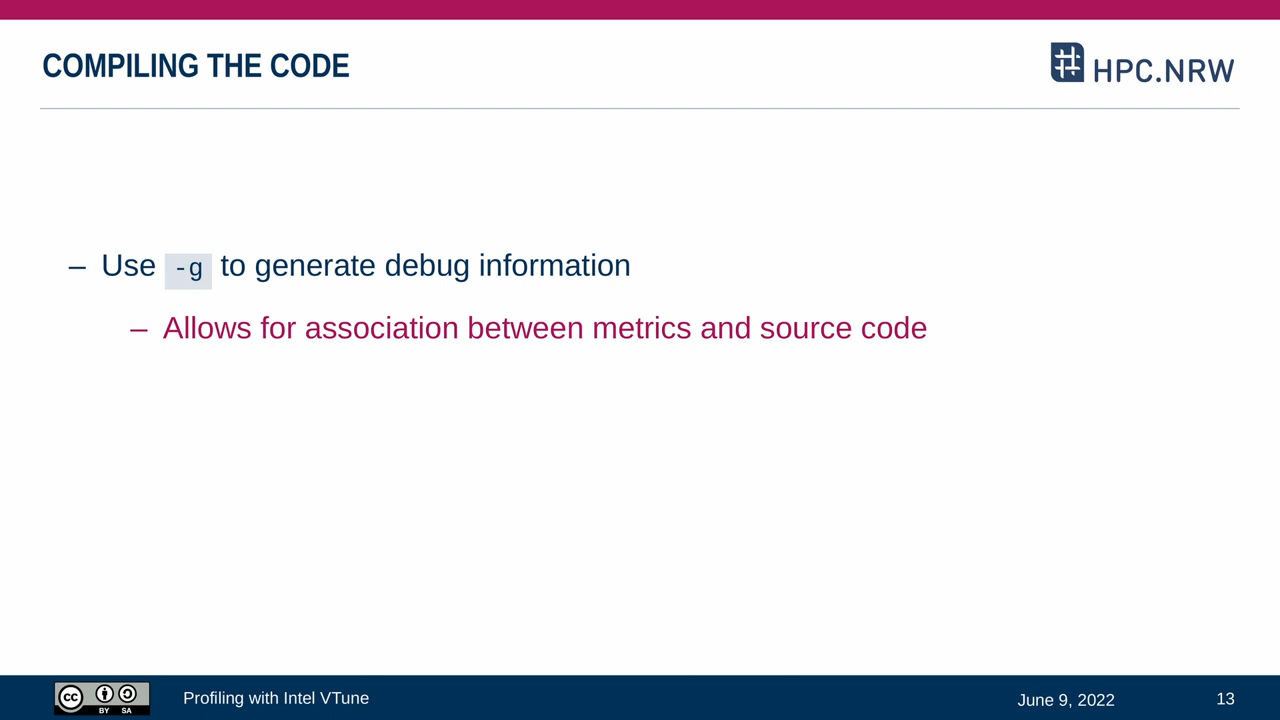 COMPILING THE CODE
HPC.NRW
– Use -g to generate debug information
– Allows for association between metrics and source code
cc BY SA
Profiling with Intel VTune
June 9, 2022
13